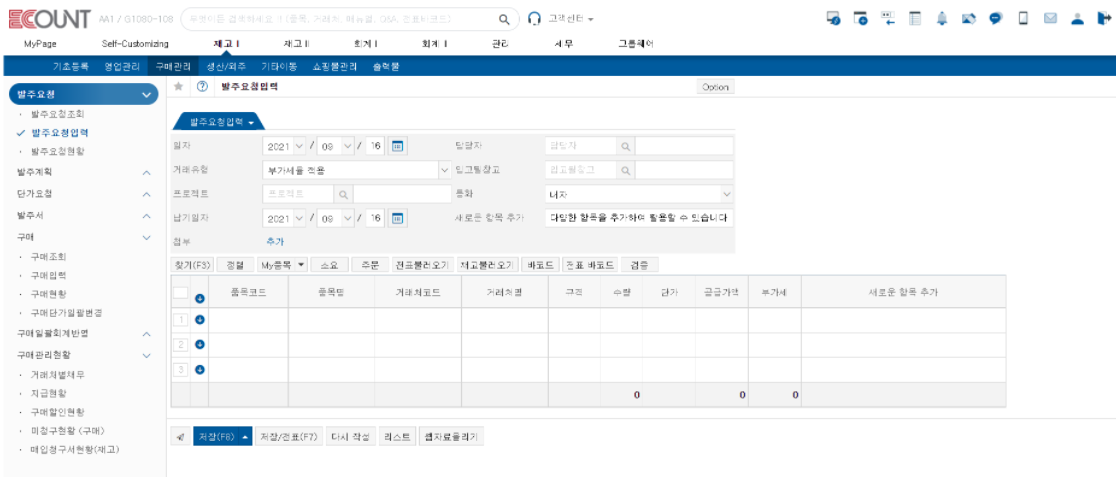 ECOUNT AA1 / G1080-108 무엇이든 검색하세요 !! (품목, 거래처, 메뉴명, Q&A, 전표바코드) 고객센터
MyPage Self-Customizing 재고 I 재고 II 회계 I 회계 II 관리 세무 그룹웨어
기초등록 영업관리 구매관리 생산/외주 기타이동 쇼핑몰관리 출력물
발주요청
발주요청조회
발주요청입력
발주요청현황
발주계획
단가요청
발주서
구매
구매조회
구매입력
구매현황
구매단가일괄변경
구매일괄회계반영
구매관리현황
거래처별채무
지급현황
구매할인현황
미청구현황 (구매)
매입청구서현황(재고)
발주요청입력 Option
발주요청입력
일자 2021 / 09 / 16 담당자 담당자
거래유형 부가세율 적용 입고될창고 입고될창고
프로젝트 프로젝트 통화 내자
납기일자 2021 / 09 / 16 새로운 항목 추가 다양한 항목을 추가하여 활용할 수 있습니다
첨부 추가
찾기(F3) 정렬 My품목 소요 주문 전표불러오기 재고불러오기 바코드 전표 바코드 검증
품목코드 품목명 거래처코드 거래처명 규격 수량 단가 공급가액 부가세 새로운 항목 추가
1
2
3
0 0 0
저장(F8) 저장/전표(F7) 다시 작성 리스트 웹자료올리기